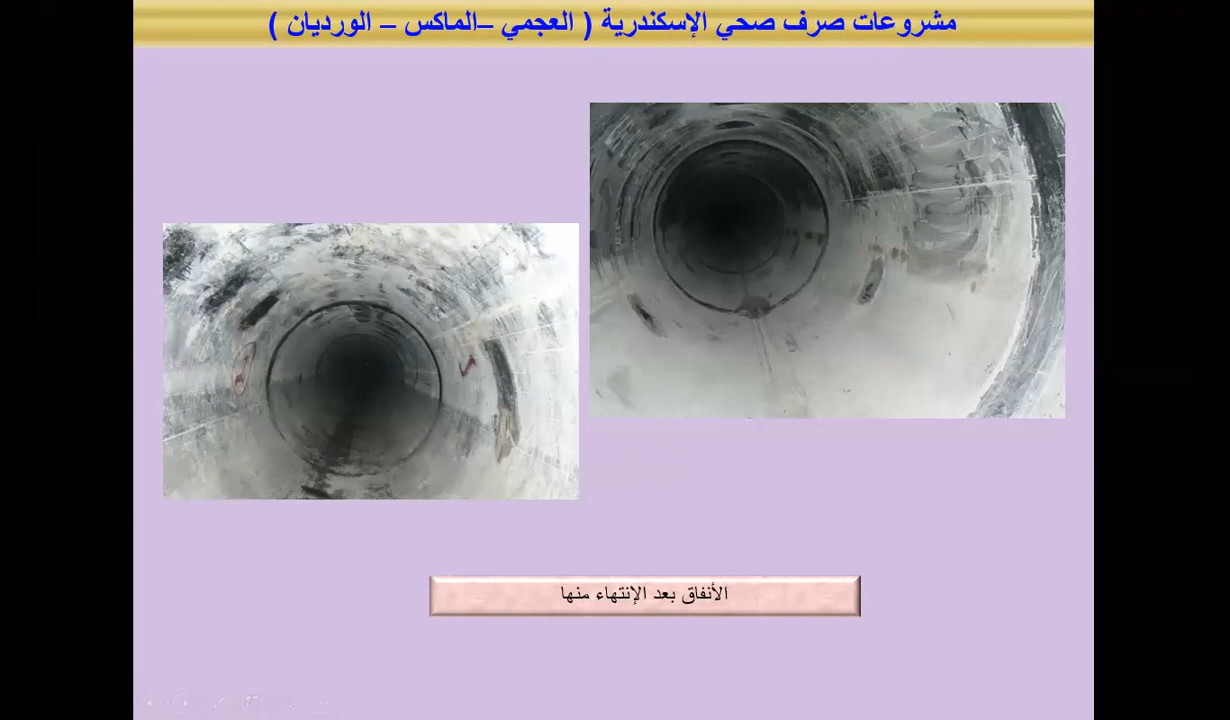 مشروعات صرف صحي الإسكندرية ( العجمي –الماكس – الورديان )
الأنفاق بعد الإنتهاء منها